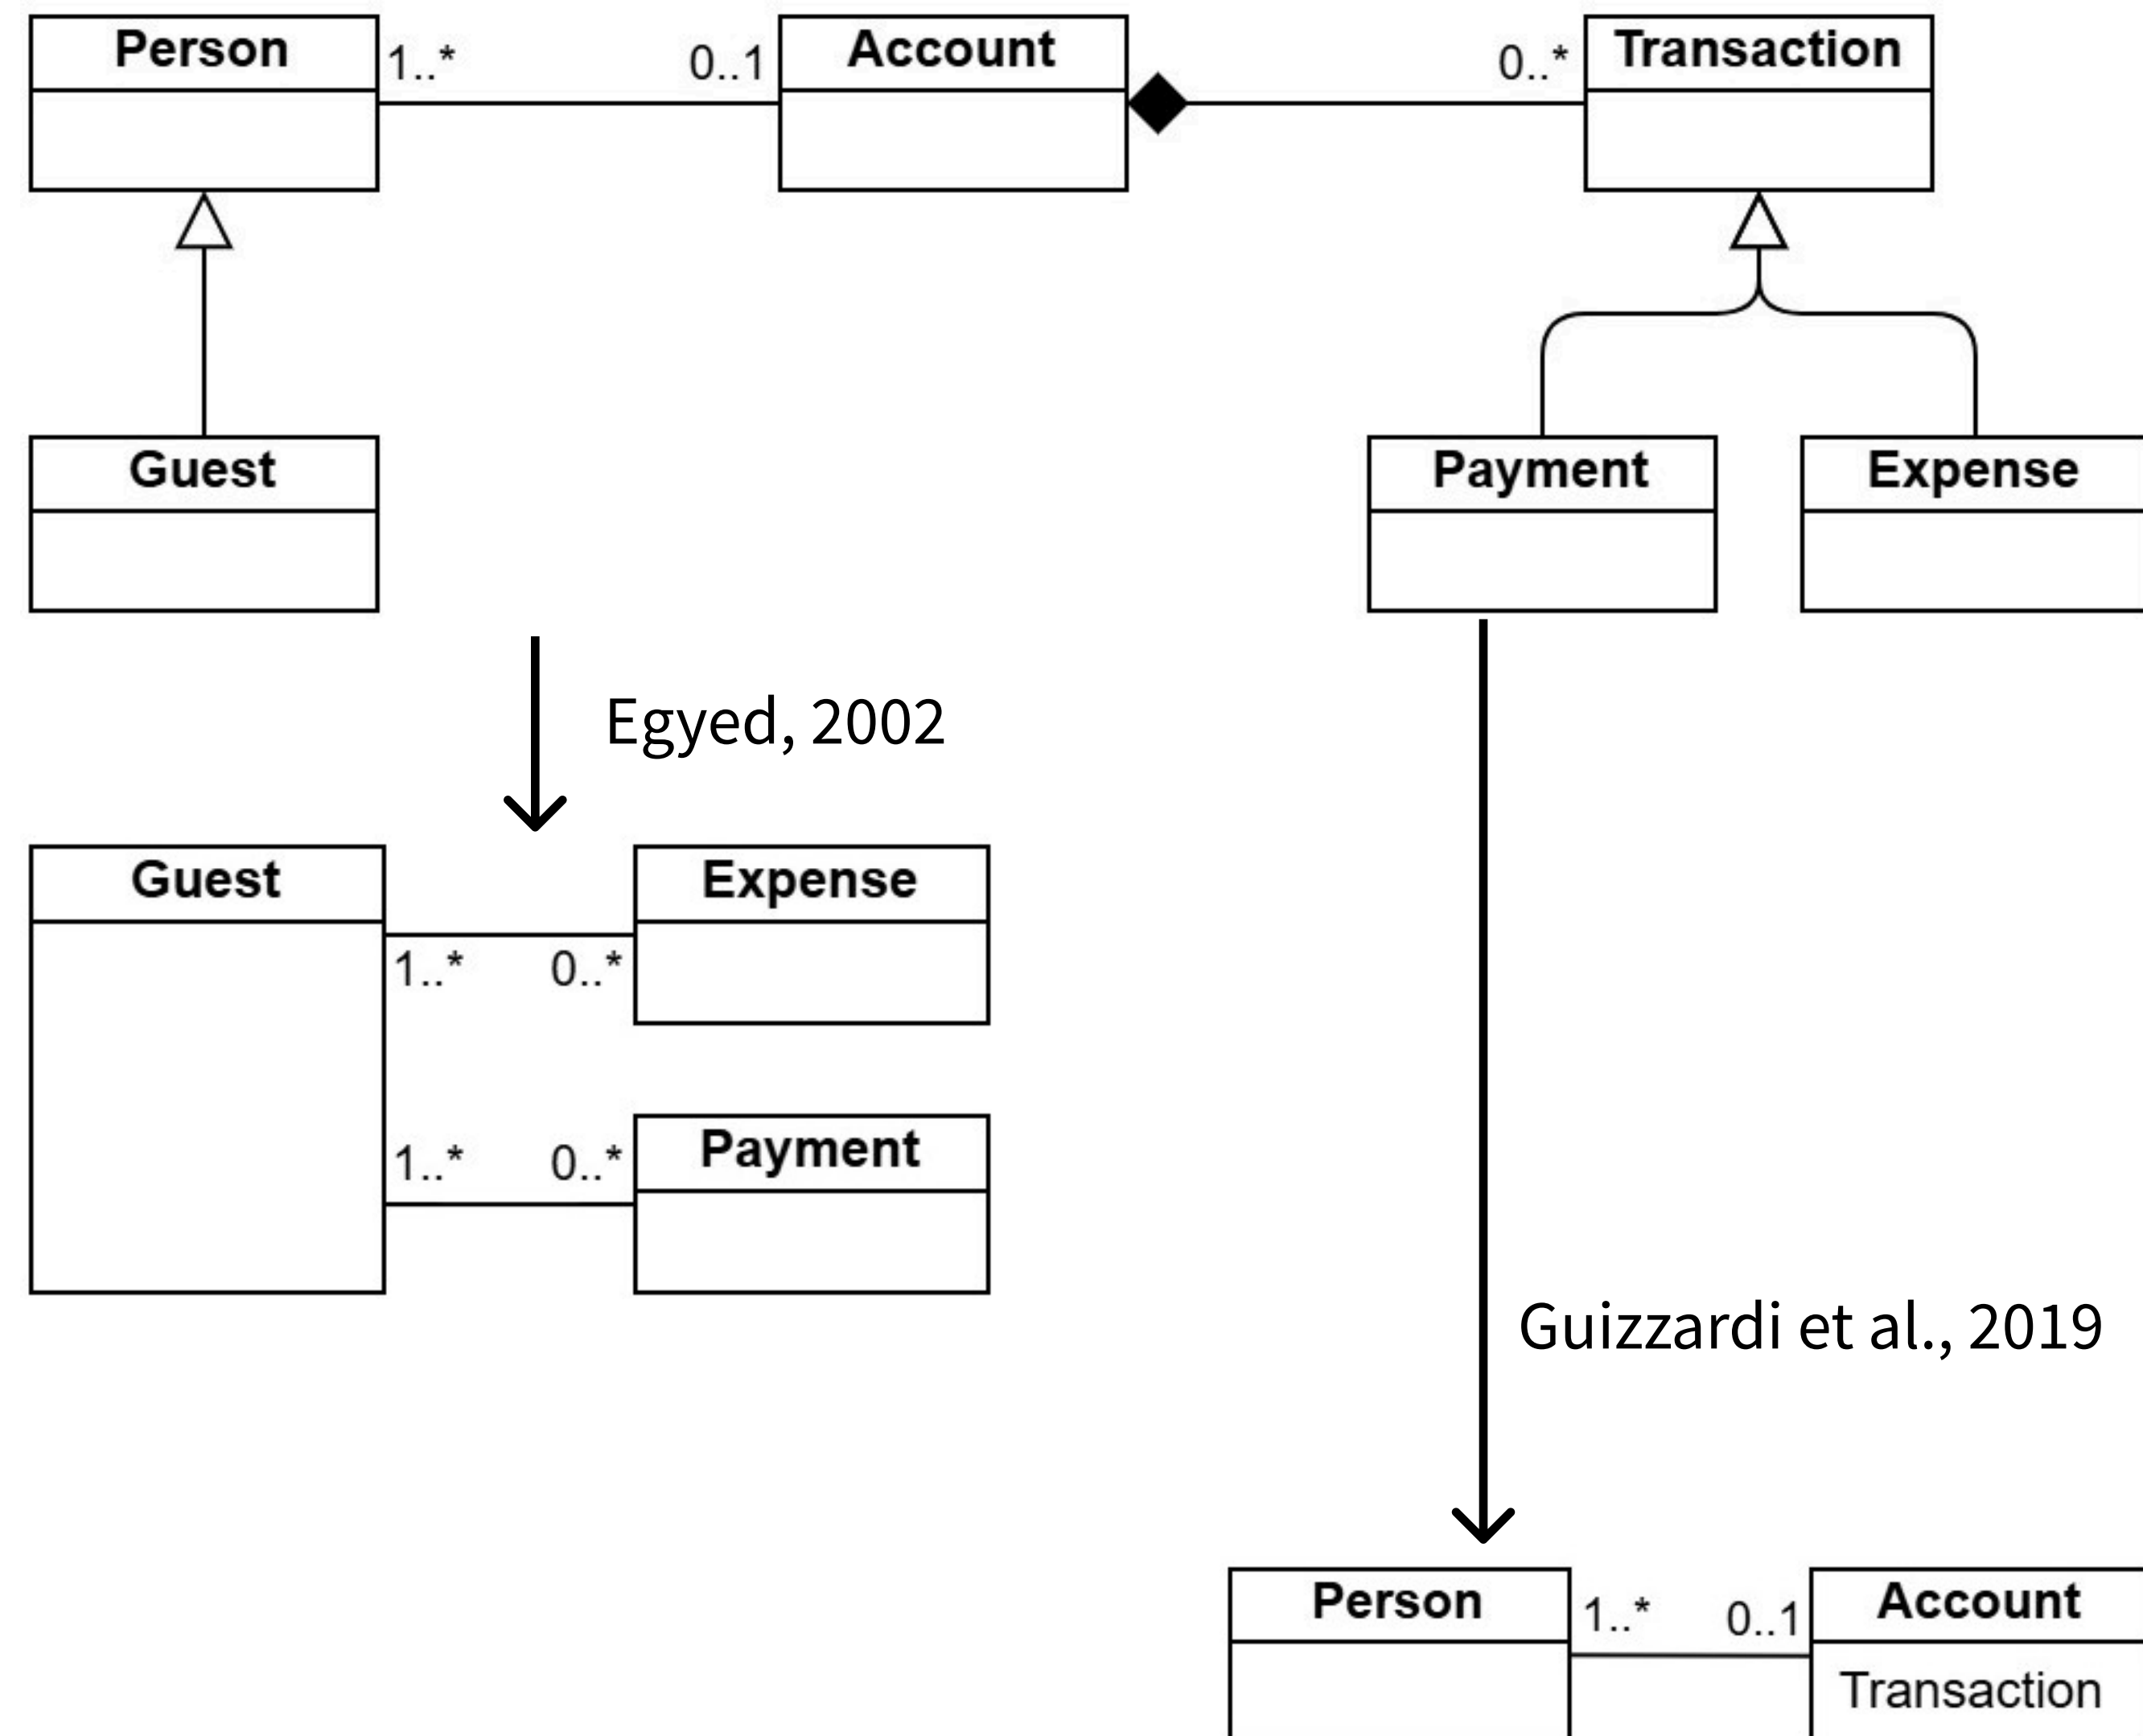 Person
1..*
0..1
Account
0..*
Transaction
Guest
Payment
Expense
Egyed, 2002
Guest
1..*
0..*
Expense
1..*
0..*
Payment
Guizzardi et al., 2019
Person
1..*
0..1
Account
Transaction